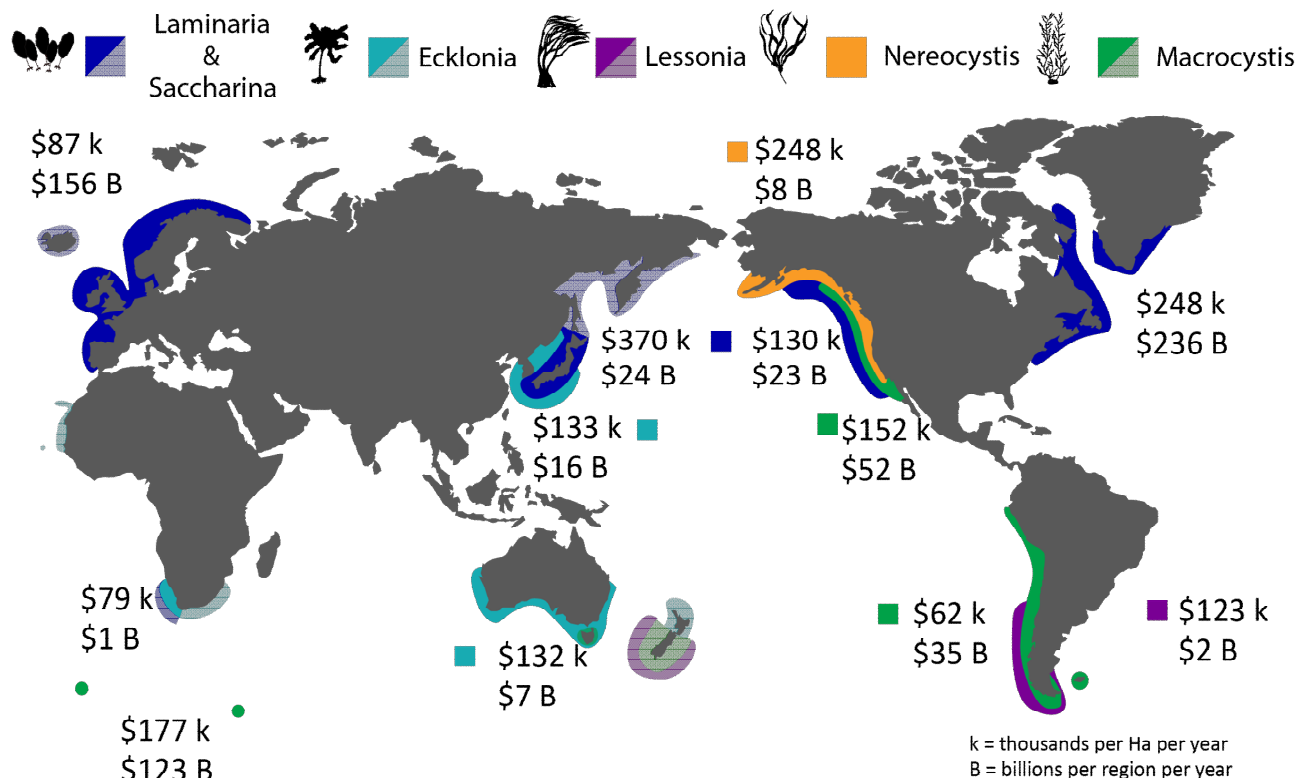 Laminaria
&
Saccharina
Ecklonia
Lessonia
Nereocystis
Macrocystis
$87 k
$156 B
$248 k
$8 B
$248 k
$236 B
$370 k
$24 B
$130 k
$23 B
$133 k
$16 B
$152 k
$52 B
$79 k
$1 B
$132 k
$7 B
$62 k
$35 B
$123 k
$2 B
$177 k
$123 B
k = thousands per Ha per year
B = billions per region per year